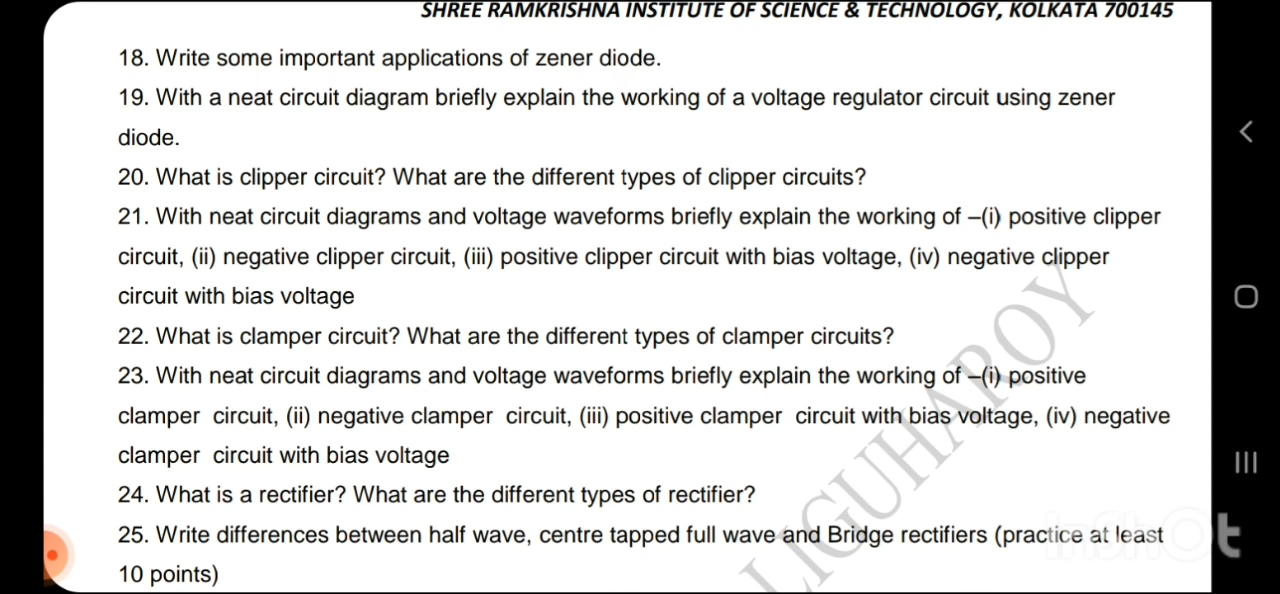 SHREE RAMKRISHNA INSTITUTE OF SCIENCE & TECHNOLOGY, KOLKATA 700145
18. Write some important applications of zener diode.
19. With a neat circuit diagram briefly explain the working of a voltage regulator circuit using zener
diode.
20. What is clipper circuit? What are the different types of clipper circuits?
21. With neat circuit diagrams and voltage waveforms briefly explain the working of –(i) positive clipper
circuit, (ii) negative clipper circuit, (iii) positive clipper circuit with bias voltage, (iv) negative clipper
circuit with bias voltage
22. What is clamper circuit? What are the different types of clamper circuits?
23. With neat circuit diagrams and voltage waveforms briefly explain the working of –(i) positive
clamper circuit, (ii) negative clamper circuit, (iii) positive clamper circuit with bias voltage, (iv) negative
clamper circuit with bias voltage
24. What is a rectifier? What are the different types of rectifier?
25. Write differences between half wave, centre tapped full wave and Bridge rectifiers (practice at least
10 points)
LIGUHAROY
InShOt